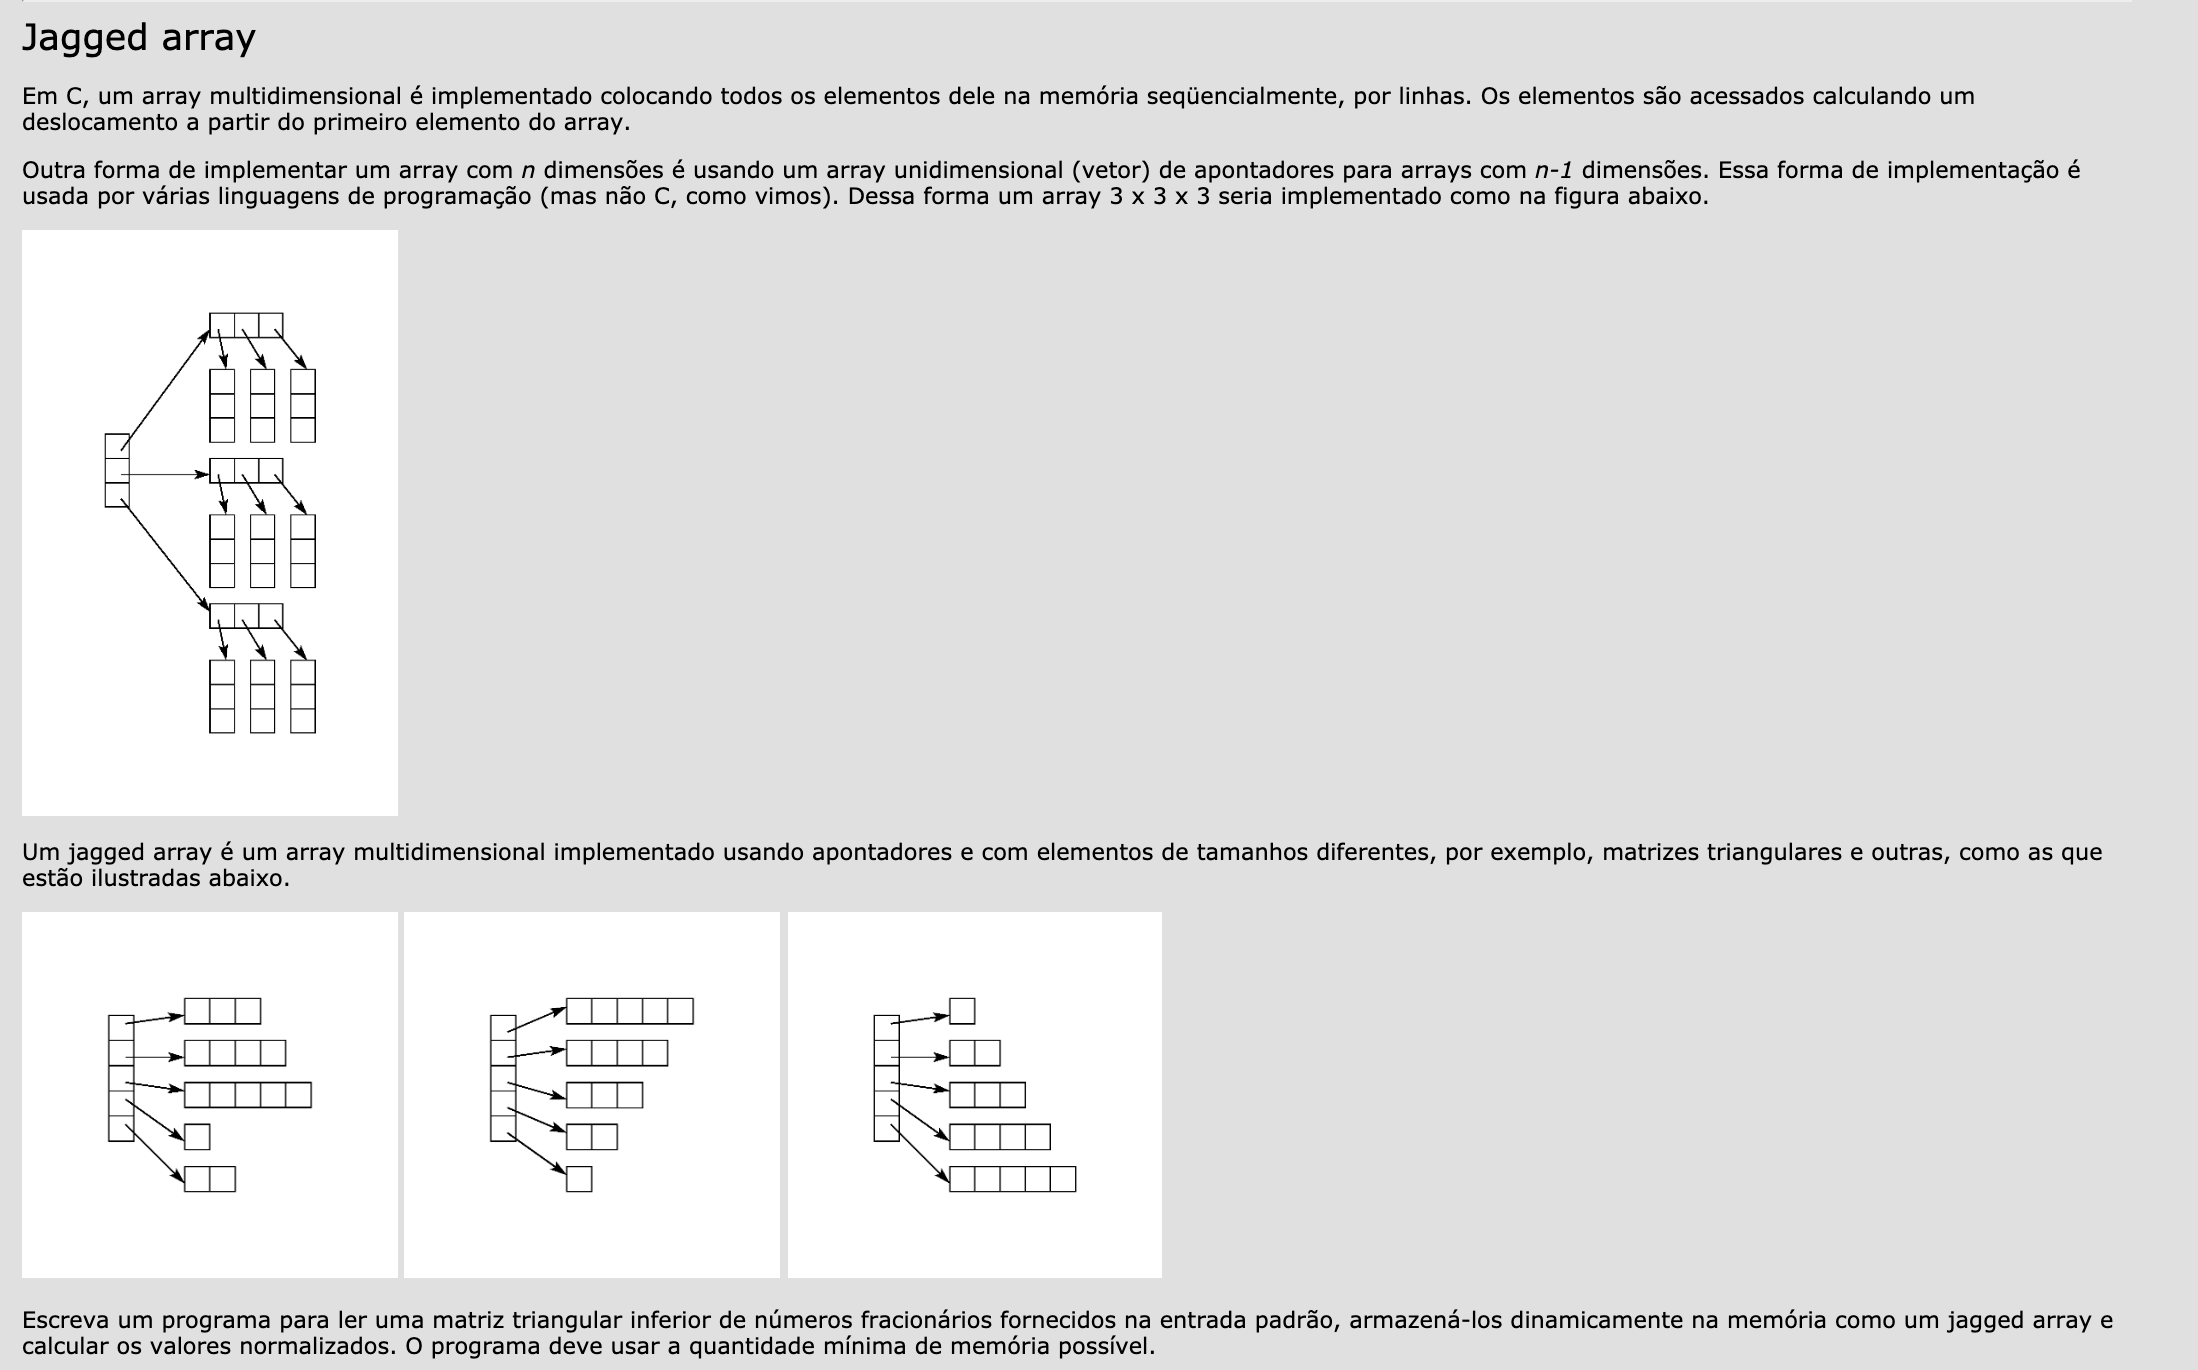 Jagged array
Em C, um array multidimensional é implementado colocando todos os elementos dele na memória seqüencialmente, por linhas. Os elementos são acessados calculando um
deslocamento a partir do primeiro elemento do array.
Outra forma de implementar um array com n dimensões é usando um array unidimensional (vetor) de apontadores para arrays com n-1 dimensões. Essa forma de implementação é
usada por várias linguagens de programação (mas não C, como vimos). Dessa forma um array 3 x 3 x 3 seria implementado como na figura abaixo.
Um jagged array é um array multidimensional implementado usando apontadores e com elementos de tamanhos diferentes, por exemplo, matrizes triangulares e outras, como as que
estão ilustradas abaixo.
Escreva um programa para ler uma matriz triangular inferior de números fracionários fornecidos na entrada padrão, armazená-los dinamicamente na memória como um jagged array e
calcular os valores normalizados. O programa deve usar a quantidade mínima de memória possível.